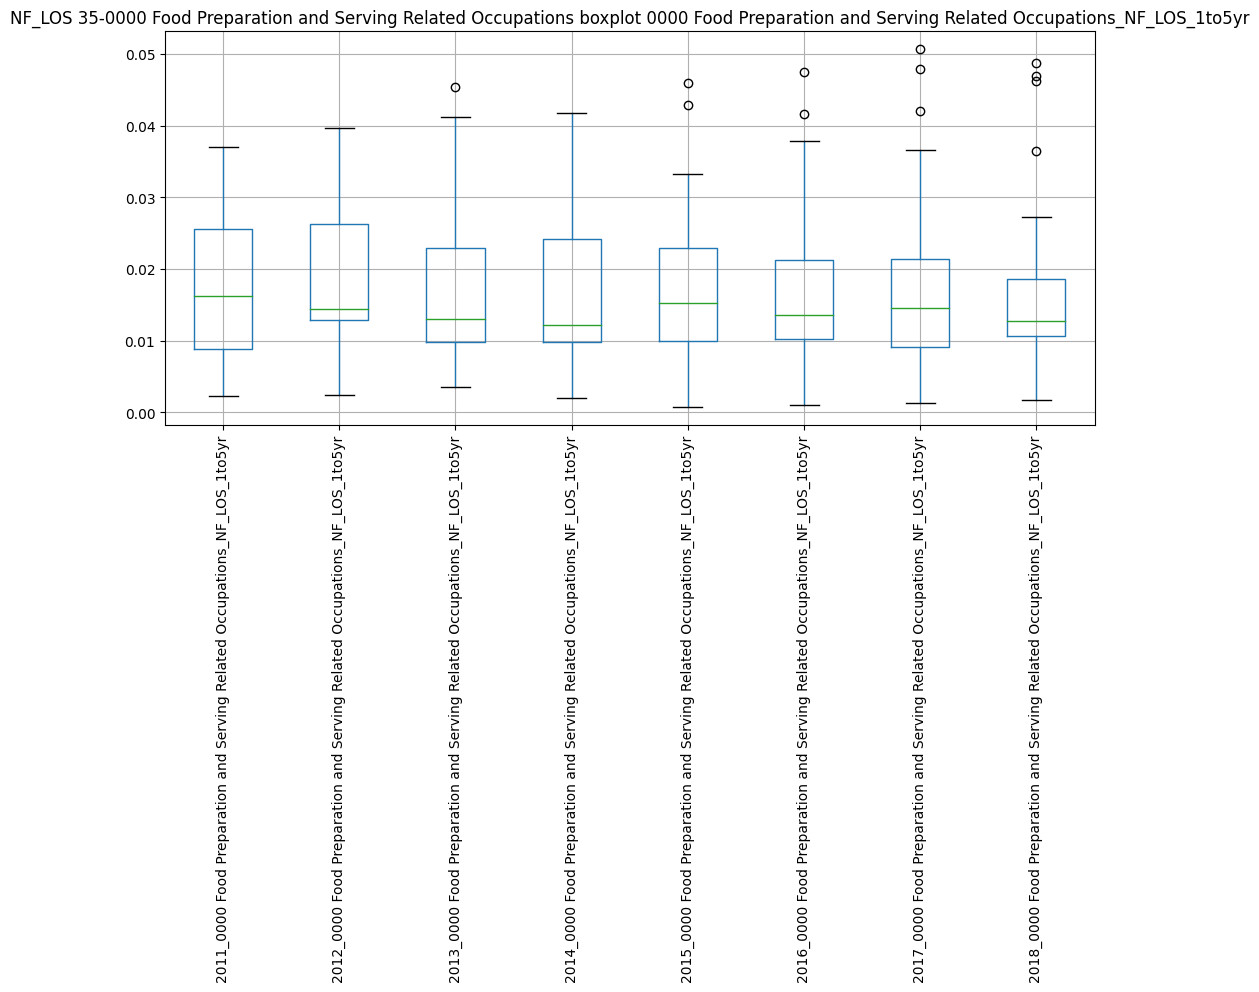 NF_LOS 35-0000 Food Preparation and Serving Related Occupations boxplot 0000 Food Preparation and Serving Related Occupations_NF_LOS_1to5yr
0.05
0.04
0.03
0.02
0.01
0.00
2011_0000 Food Preparation and Serving Related Occupations_NF_LOS_1to5yr
2012_0000 Food Preparation and Serving Related Occupations_NF_LOS_1to5yr
2013_0000 Food Preparation and Serving Related Occupations_NF_LOS_1to5yr
2014_0000 Food Preparation and Serving Related Occupations_NF_LOS_1to5yr
2015_0000 Food Preparation and Serving Related Occupations_NF_LOS_1to5yr
2016_0000 Food Preparation and Serving Related Occupations_NF_LOS_1to5yr
2017_0000 Food Preparation and Serving Related Occupations_NF_LOS_1to5yr
2018_0000 Food Preparation and Serving Related Occupations_NF_LOS_1to5yr